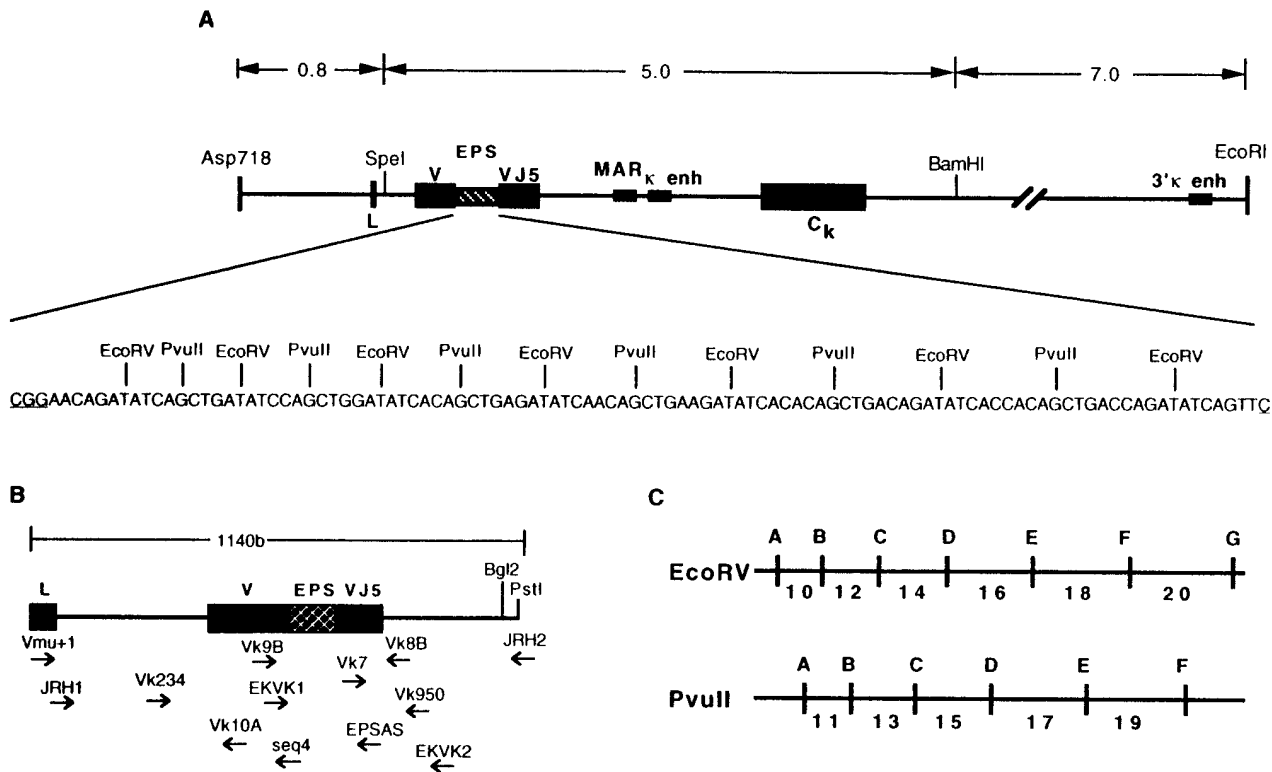 A
0.8 5.0 7.0
Asp718 SpeI EPS MARκ enh BamHI EcoRI
V VJ5 3'κ enh
L Ck
EcoRV PvuII EcoRV PvuII EcoRV PvuII EcoRV PvuII EcoRV PvuII EcoRV PvuII EcoRV
CGGAACAGATATCAGCTGATATCCAGCTGGATATCACAGCTGAGATATCAACAGCTGAAGATATCACACAGCTGACAGATATCACCACAGCTGACCAGATATCAGTTC
B
1140b
Bgl2
L V EPS VJ5 PstI
Vmu+1 Vk9B Vk8B JRH2
Vk7
JRH1 Vk234 EKVK1 Vk950
Vk10A seq4 EPSAS EKVK2
C
A B C D E F G
EcoRV
10 12 14 16 18 20
A B C D E F
PvuII
11 13 15 17 19